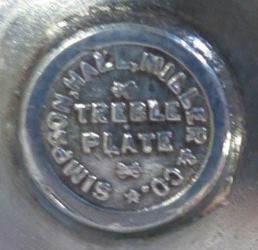 SIMPSON, HALL, MILLER & CO.
TREBLE
PLATE